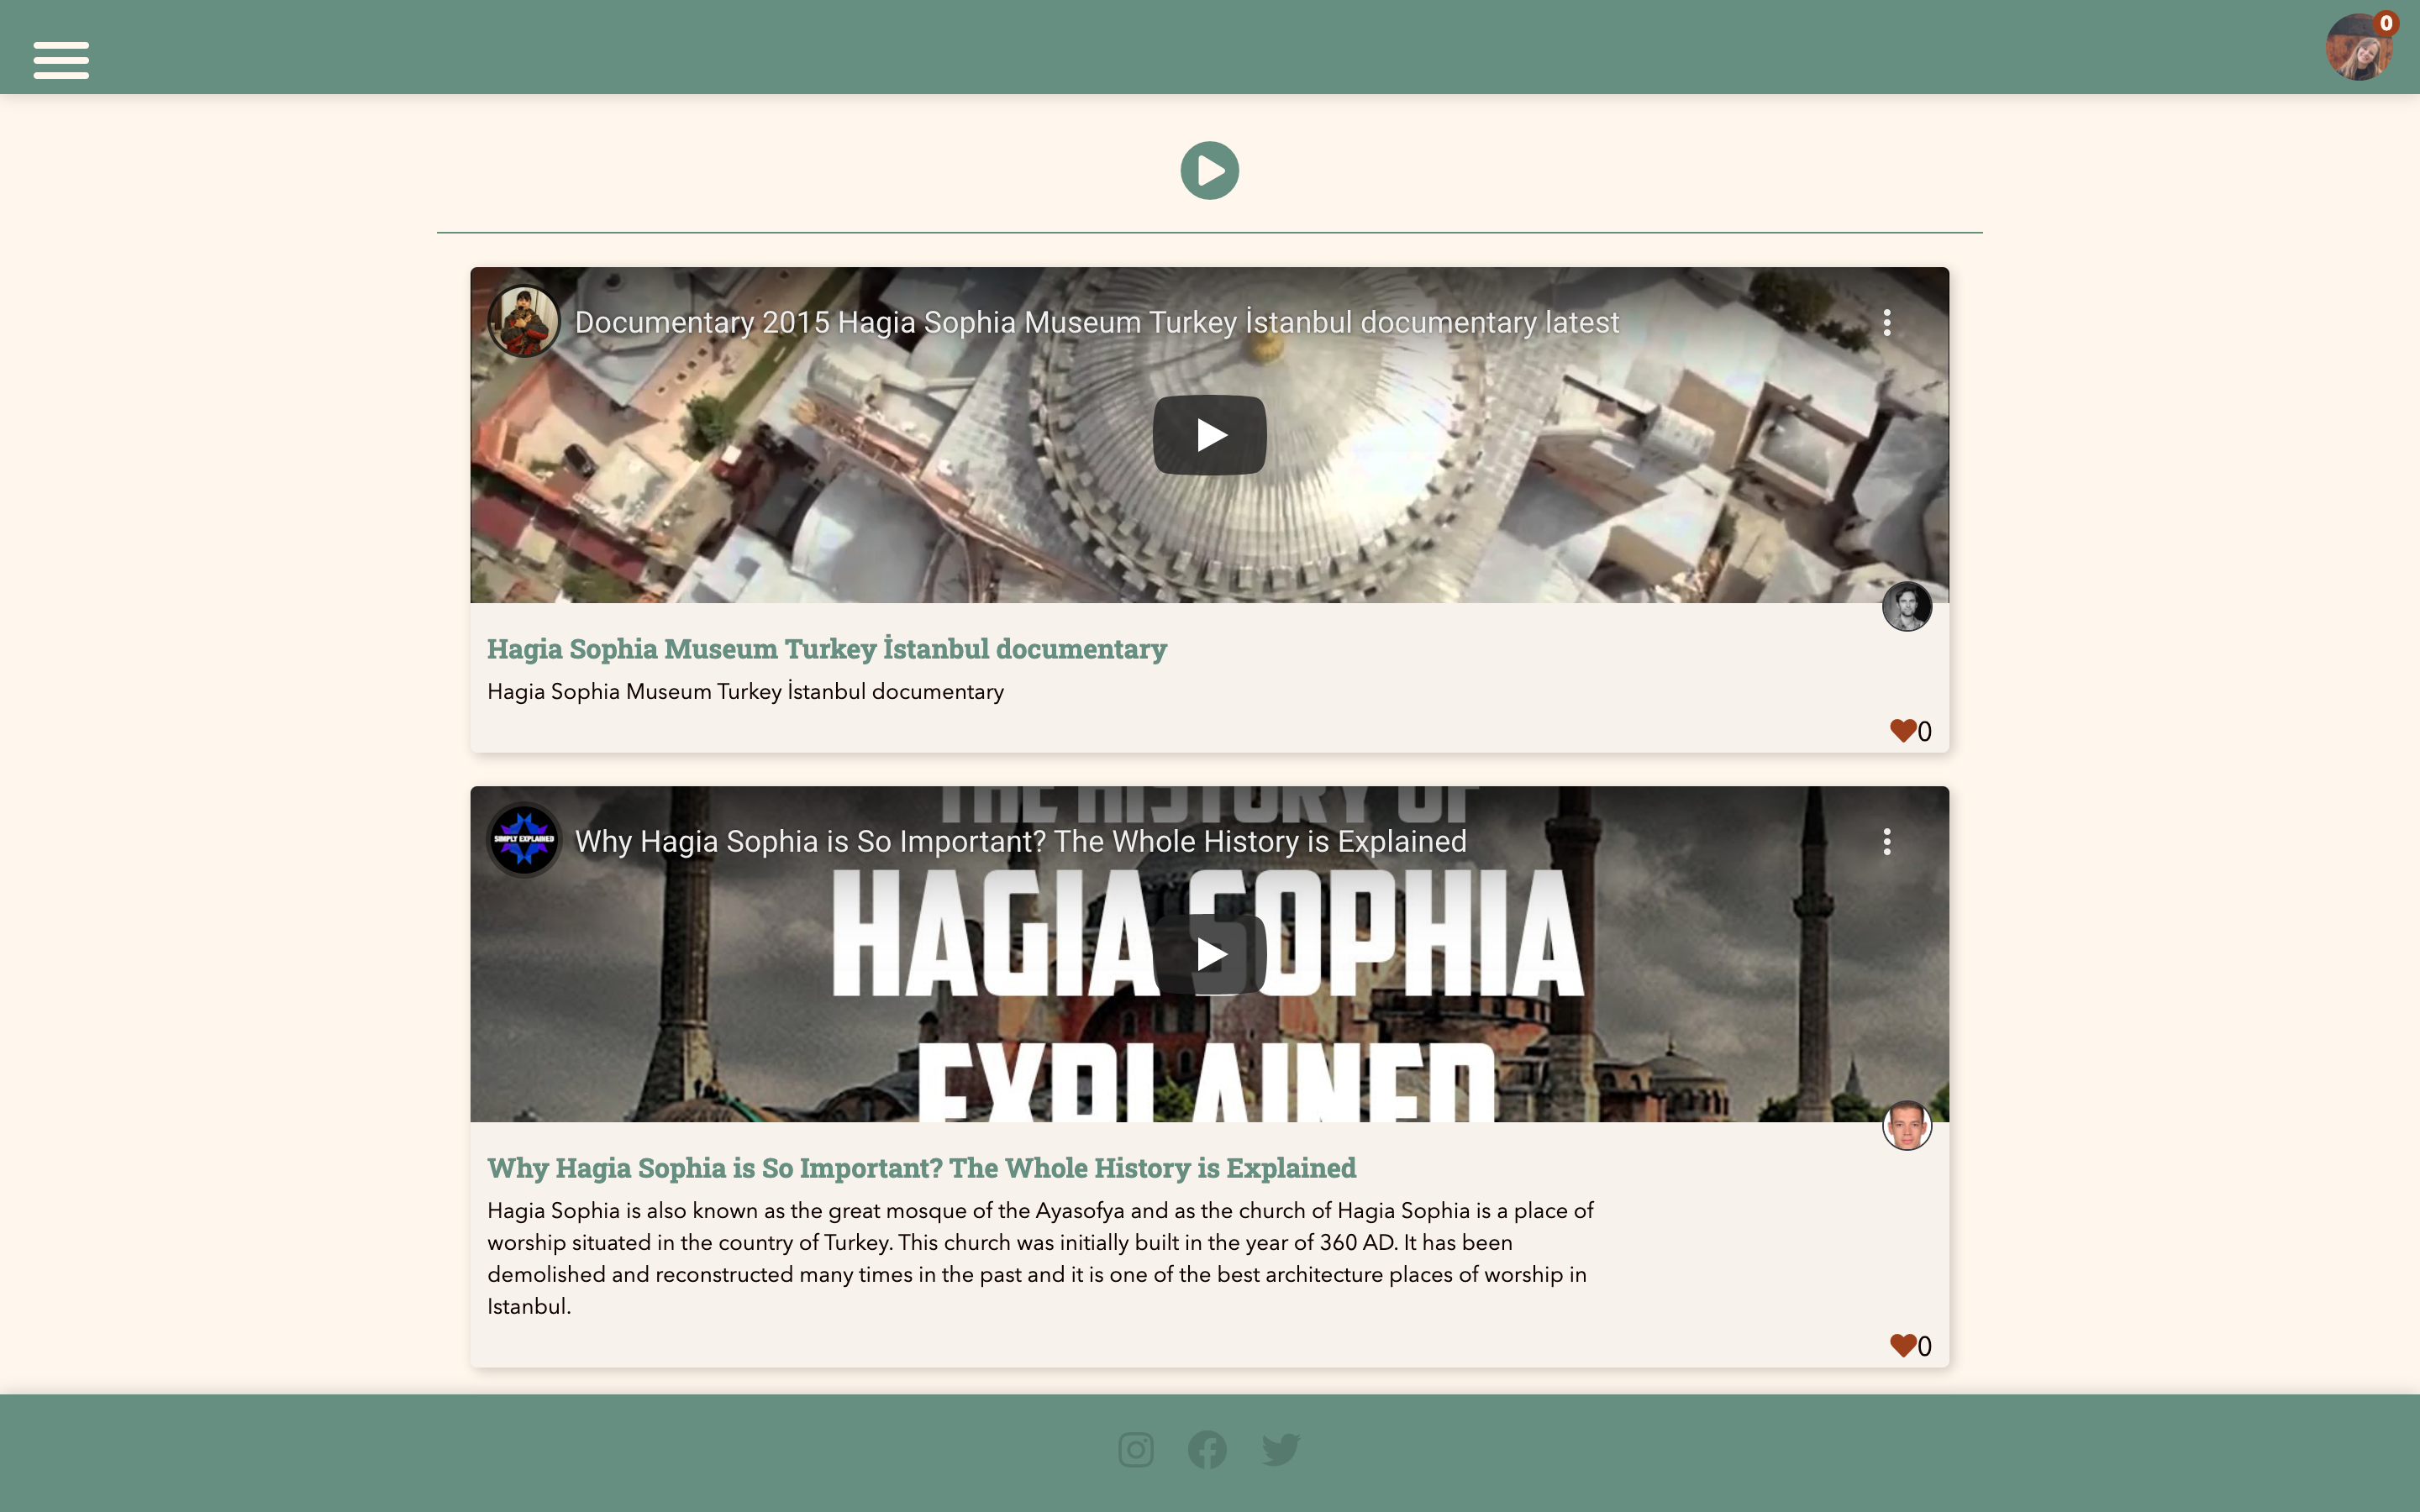 0
Documentary 2015 Hagia Sophia Museum Turkey İstanbul documentary latest
Hagia Sophia Museum Turkey İstanbul documentary
Hagia Sophia Museum Turkey İstanbul documentary
0
THE HISTORY OF
SIMPLY EXPLAINED
Why Hagia Sophia is So Important? The Whole History is Explained
HAGIA SOPHIA
EXPLAINED
Why Hagia Sophia is So Important? The Whole History is Explained
Hagia Sophia is also known as the great mosque of the Ayasofya and as the church of Hagia Sophia is a place of
worship situated in the country of Turkey. This church was initially built in the year of 360 AD. It has been
demolished and reconstructed many times in the past and it is one of the best architecture places of worship in
Istanbul.
0